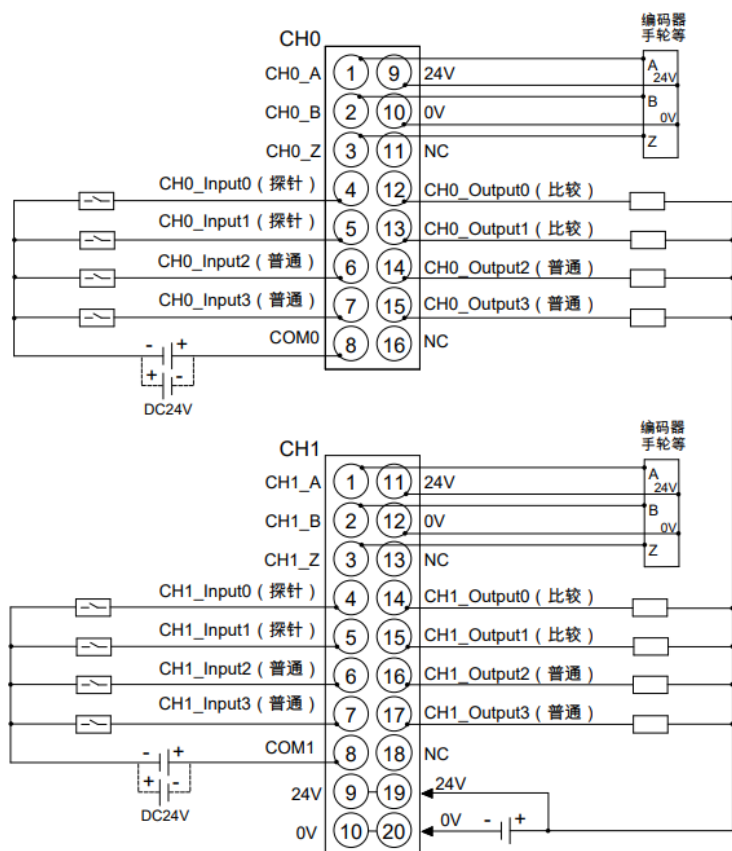 编码器
手轮等
CH0
CH0_A 1 9 24V A 24V
CH0_B 2 10 0V B 0V
CH0_Z 3 11 NC Z
CH0_Input0（探针） 4 12 CH0_Output0（比较）
CH0_Input1（探针） 5 13 CH0_Output1（比较）
CH0_Input2（普通） 6 14 CH0_Output2（普通）
CH0_Input3（普通） 7 15 CH0_Output3（普通）
COM0 8 16 NC
- +
+ -
DC24V
编码器
手轮等
CH1
CH1_A 1 11 24V A 24V
CH1_B 2 12 0V B 0V
CH1_Z 3 13 NC Z
CH1_Input0（探针） 4 14 CH1_Output0（比较）
CH1_Input1（探针） 5 15 CH1_Output1（比较）
CH1_Input2（普通） 6 16 CH1_Output2（普通）
CH1_Input3（普通） 7 17 CH1_Output3（普通）
COM1 8 18 NC
- +
+ -
DC24V
24V 9 19 24V
0V 10 20 0V - +